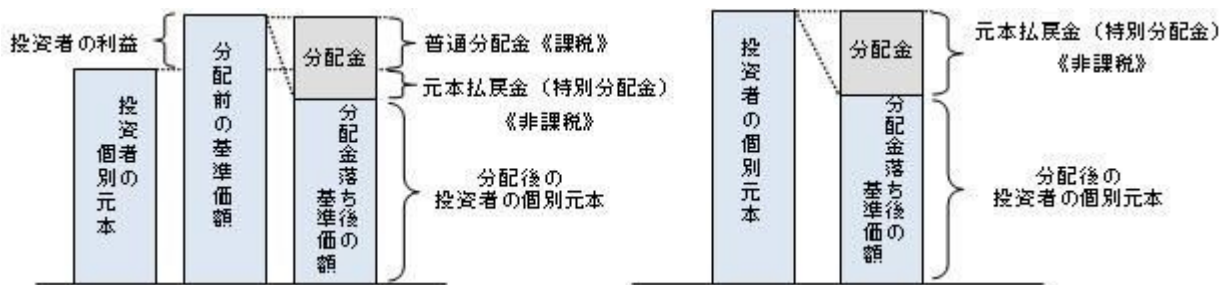 投資者の利益
投資者の
個別元本
分配前の基準価額
分配金
分配金落ち後の
基準価額
普通分配金《課税》
元本払戻金(特別分配金)
《非課税》
分配後の
投資者の個別元本
投資者の個別元本
分配金
分配金落ち後の
基準価額
元本払戻金(特別分配金)
《非課税》
分配後の
投資者の個別元本